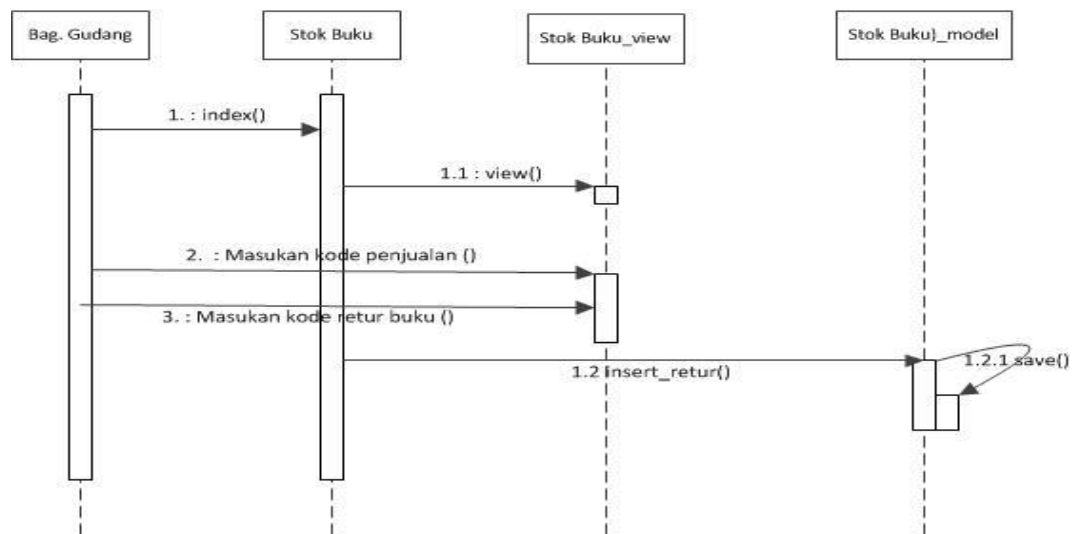 Bag. Gudang
Stok Buku
Stok Buku_view
Stok Buku)_model
1. : index()
1.1 : view()
2. : Masukan kode penjualan ()
3. : Masukan kode retur buku ()
1.2 insert_retur()
1.2.1 save()